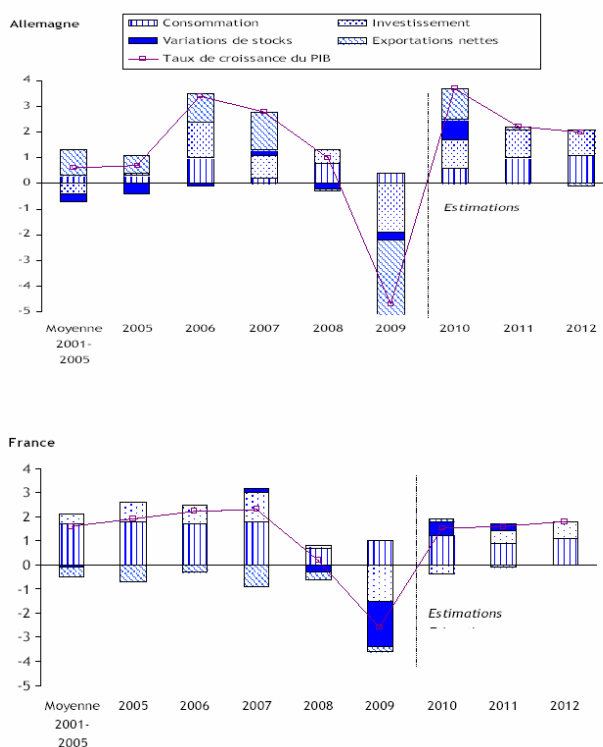 Allemagne
Consommation
Investissement
Variations de stocks
Exportations nettes
Taux de croissance du PIB
4
3
2
1
0
-1
-2
-3
-4
-5
Estimations
Moyenne 2005 2006 2007 2008 2009 2010 2011 2012
2001-
2005
France
4
3
2
1
0
-1
-2
-3
-4
-5
Estimations
Moyenne 2005 2006 2007 2008 2009 2010 2011 2012
2001-
2005